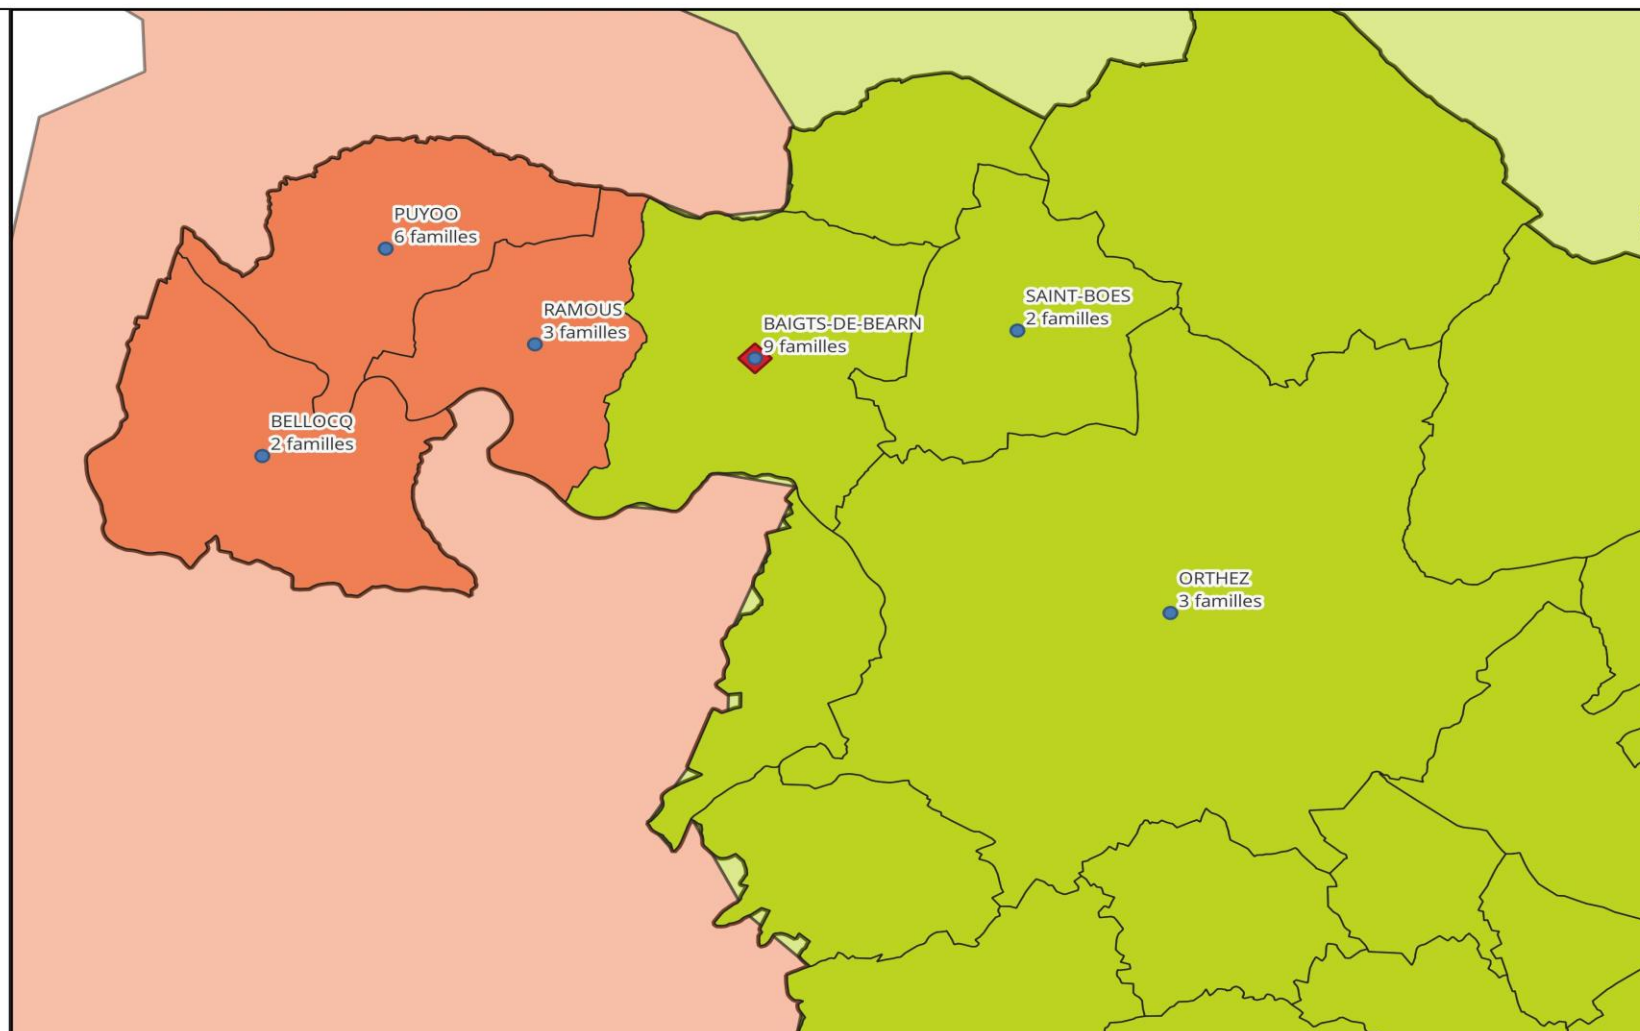 PUYOO
6 familles
RAMOUS
3 familles
SAINT-BOES
2 familles
BAIGTS-DE-BEARN
9 familles
BELLOCQ
2 familles
ORTHEZ
3 familles